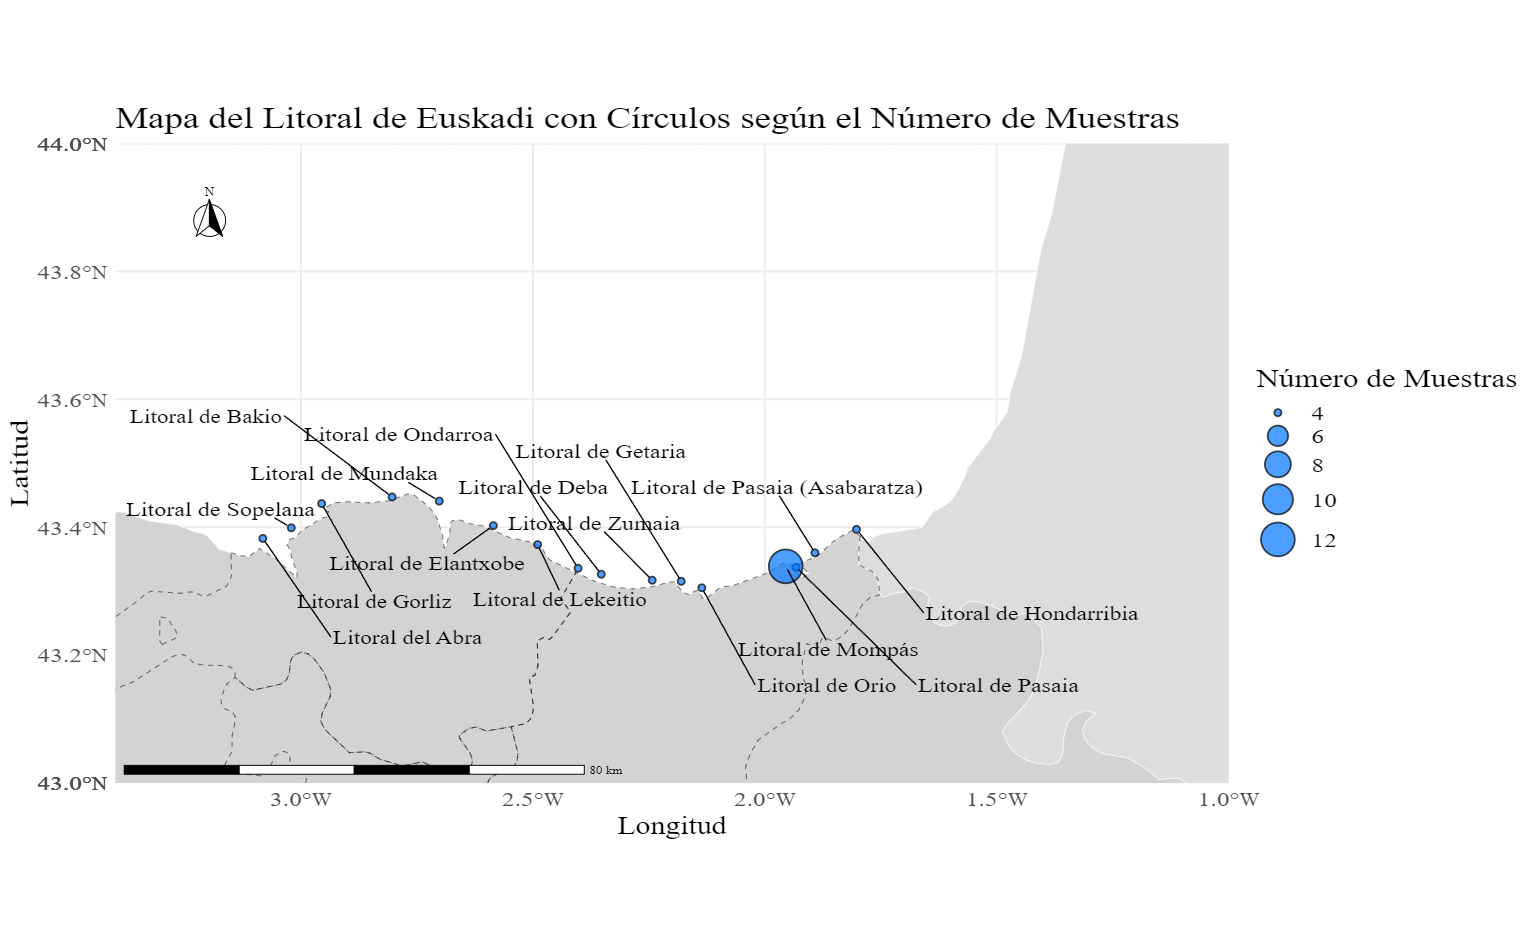 Mapa del Litoral de Euskadi con Círculos según el Número de Muestras
44.0°N
N
43.8°N
43.6°N
43.4°N
43.2°N
43.0°N
Latitud
Litoral de Bakio
Litoral de Ondarroa
Litoral de Getaria
Litoral de Mundaka
Litoral de Deba
Litoral de Pasaia (Asabaratza)
Litoral de Sopelana
Litoral de Zumaia
Litoral de Elantxobe
Litoral de Gorliz
Litoral de Lekeitio
Litoral de Hondarribia
Litoral del Abra
Litoral de Mompás
Litoral de Orio
Litoral de Pasaia
80 km
3.0°W
2.5°W
2.0°W
1.5°W
1.0°W
Longitud
Número de Muestras
4
6
8
10
12